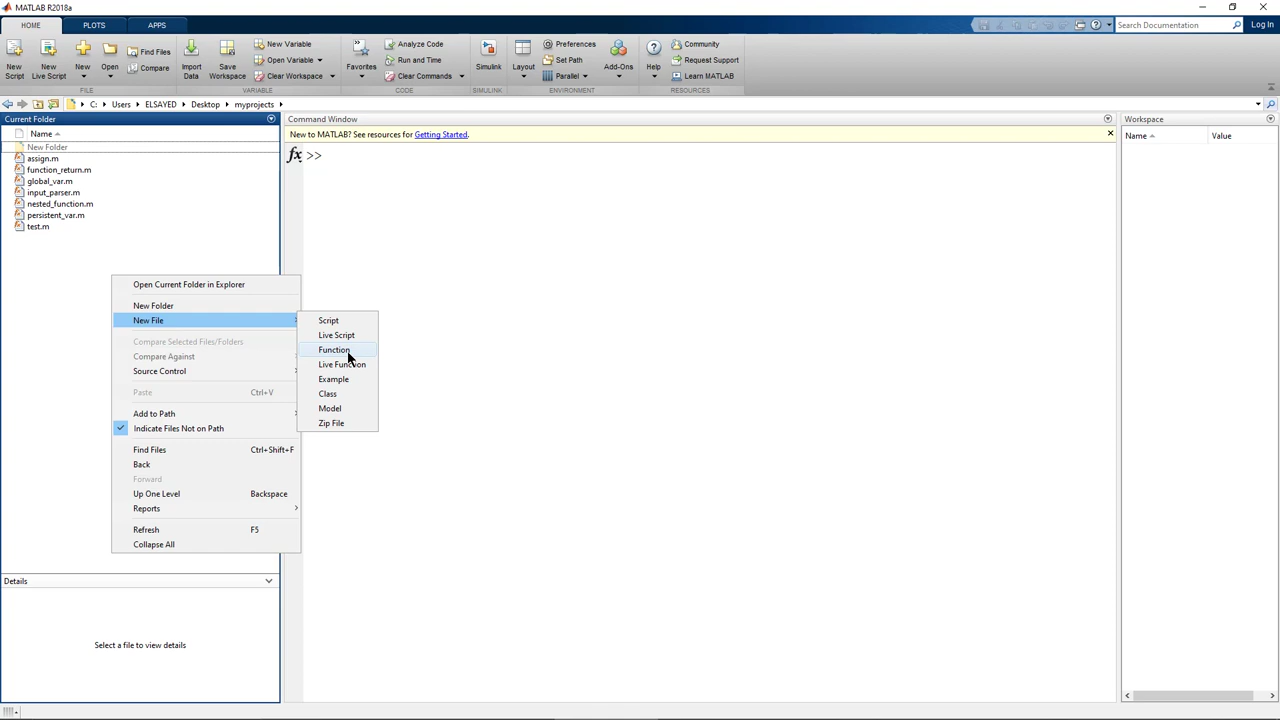 MATLAB R2018a
HOME PLOTS APPS Search Documentation Log In
New Script
New Live Script
New
Open
Find Files
Compare
FILE
Import Data
Save Workspace
New Variable
Open Variable
Clear Workspace
VARIABLE
Favorites
Analyze Code
Run and Time
Clear Commands
CODE
Simulink
SIMULINK
Layout
Preferences
Set Path
Parallel
Add-Ons
ENVIRONMENT
Help
Community
Request Support
Learn MATLAB
RESOURCES
C: Users ELSAYED Desktop myprojects
Current Folder
Name
New Folder
assign.m
function_return.m
global_var.m
input_parser.m
nested_function.m
persistent_var.m
test.m
Command Window
New to MATLAB? See resources for Getting Started.
fx >>
Workspace
Name Value
Open Current Folder in Explorer
New Folder
New File
Compare Selected Files/Folders
Compare Against
Source Control
Paste Ctrl+V
Add to Path
Indicate Files Not on Path
Find Files Ctrl+Shift+F
Back
Forward
Up One Level Backspace
Reports
Refresh F5
Collapse All
Script
Live Script
Function
Live Function
Example
Class
Model
Zip File
Details
Select a file to view details